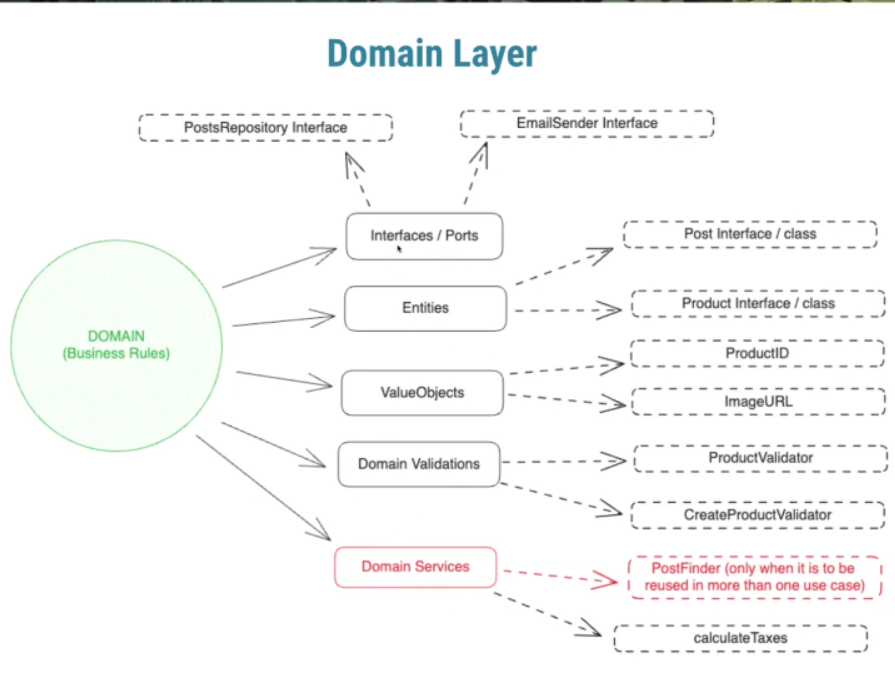 Domain Layer
PostsRepository Interface
EmailSender Interface
Interfaces / Ports
Post Interface / class
Entities
Product Interface / class
DOMAIN
(Business Rules)
ProductID
ValueObjects
ImageURL
Domain Validations
ProductValidator
CreateProductValidator
Domain Services
PostFinder (only when it is to be
reused in more than one use case)
calculateTaxes